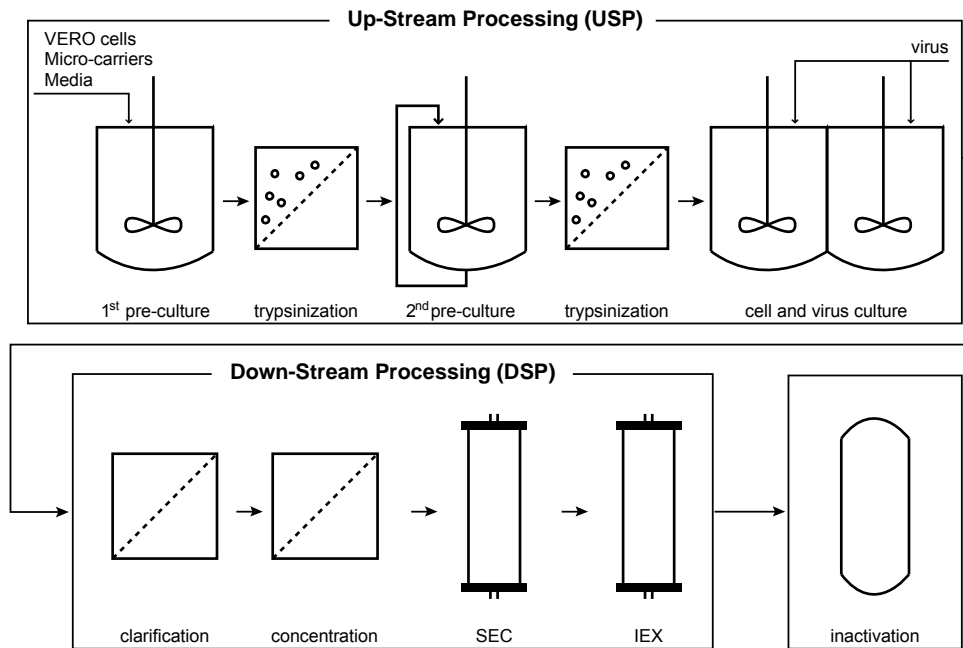 Up-Stream Processing (USP)
VERO cells
Micro-carriers
Media
virus
1st pre-culture
trypsinization
2nd pre-culture
trypsinization
cell and virus culture
Down-Stream Processing (DSP)
clarification
concentration
SEC
IEX
inactivation